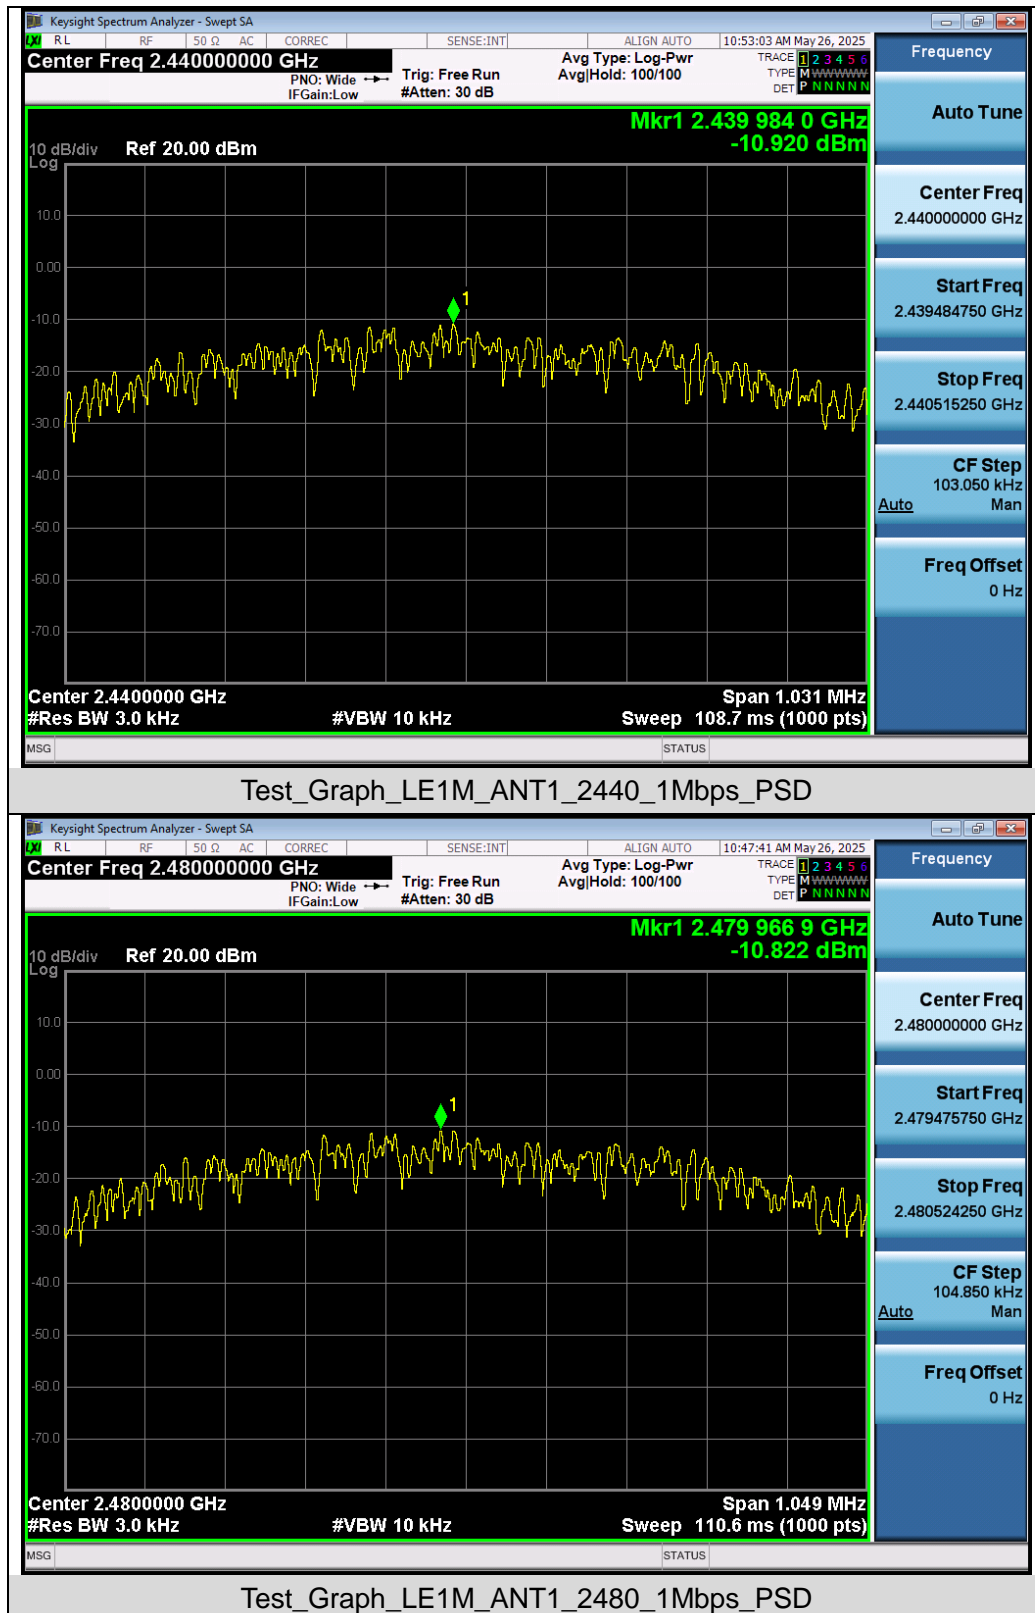 Keysight Spectrum Analyzer - Swept SA
LXI RL RF 50 Ω AC CORREC SENSE:INT ALIGN AUTO 10:53:03 AM May 26, 2025
Center Freq 2.440000000 GHz
PNO: Wide
IFGain:Low
Trig: Free Run
#Atten: 30 dB
Avg Type: Log-Pwr
Avg|Hold: 100/100
TRACE 1 2 3 4 5 6
TYPE M WWWWW
DET P N N N N N
Mkr1 2.439 984 0 GHz
-10.920 dBm
10 dB/div Ref 20.00 dBm
Log
10.0
0.00
1
-10.0
-20.0
-30.0
-40.0
-50.0
-60.0
-70.0
Center 2.4400000 GHz Span 1.031 MHz
#Res BW 3.0 kHz #VBW 10 kHz Sweep 108.7 ms (1000 pts)
MSG STATUS
Frequency
Auto Tune
Center Freq
2.440000000 GHz
Start Freq
2.439484750 GHz
Stop Freq
2.440515250 GHz
CF Step
103.050 kHz
Auto Man
Freq Offset
0 Hz
Test_Graph_LE1M_ANT1_2440_1Mbps_PSD
Keysight Spectrum Analyzer - Swept SA
LXI RL RF 50 Ω AC CORREC SENSE:INT ALIGN AUTO 10:47:41 AM May 26, 2025
Center Freq 2.480000000 GHz
PNO: Wide
IFGain:Low
Trig: Free Run
#Atten: 30 dB
Avg Type: Log-Pwr
Avg|Hold: 100/100
TRACE 1 2 3 4 5 6
TYPE M WWWWW
DET P N N N N N
Mkr1 2.479 966 9 GHz
-10.822 dBm
10 dB/div Ref 20.00 dBm
Log
10.0
0.00
1
-10.0
-20.0
-30.0
-40.0
-50.0
-60.0
-70.0
Center 2.4800000 GHz Span 1.049 MHz
#Res BW 3.0 kHz #VBW 10 kHz Sweep 110.6 ms (1000 pts)
MSG STATUS
Frequency
Auto Tune
Center Freq
2.480000000 GHz
Start Freq
2.479475750 GHz
Stop Freq
2.480524250 GHz
CF Step
104.850 kHz
Auto Man
Freq Offset
0 Hz
Test_Graph_LE1M_ANT1_2480_1Mbps_PSD